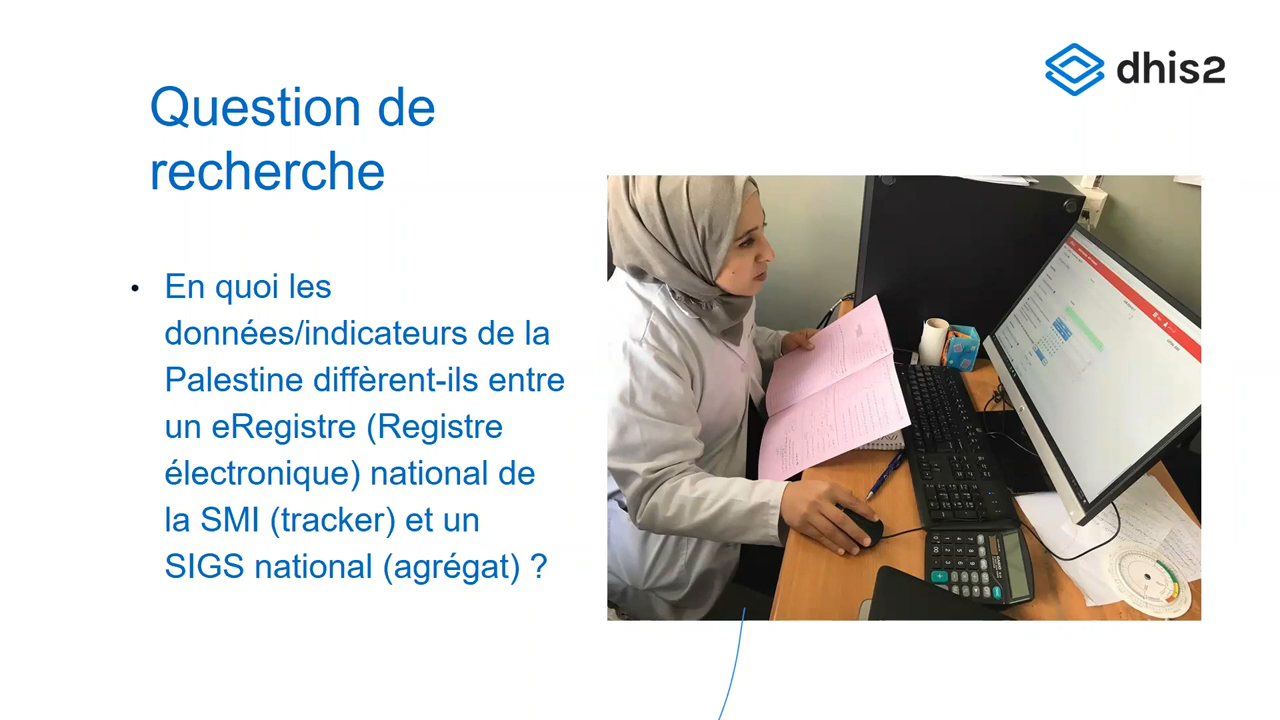 dhis2
Question de
recherche
• En quoi les
données/indicateurs de la
Palestine diffèrent-ils entre
un eRegistre (Registre
électronique) national de
la SMI (tracker) et un
SIGS national (agrégat) ?